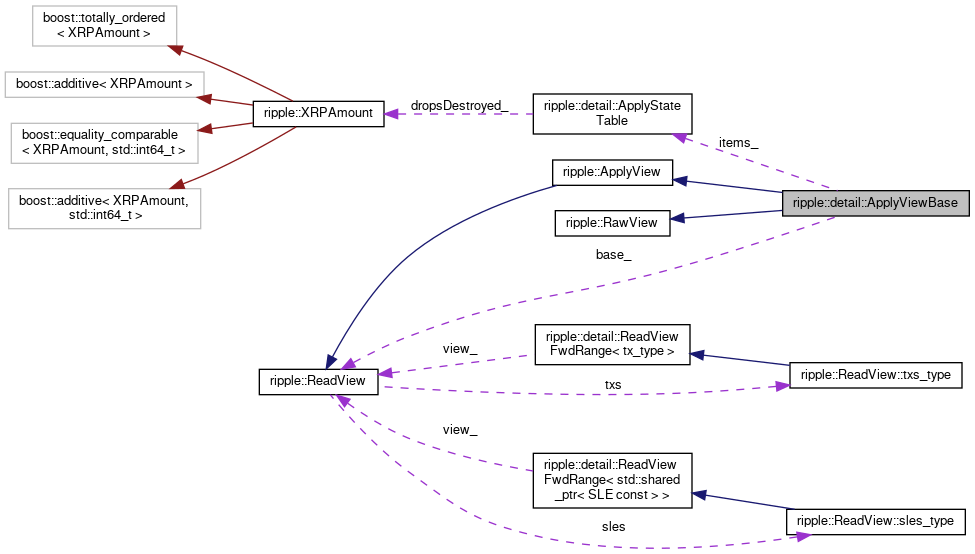 boost::totally_ordered
< XRPAmount >
boost::additive< XRPAmount >
boost::equality_comparable
< XRPAmount, std::int64_t >
boost::additive< XRPAmount,
std::int64_t >
ripple::XRPAmount
dropsDestroyed_
ripple::detail::ApplyState
Table
items_
ripple::ApplyView
ripple::detail::ApplyViewBase
ripple::RawView
base_
ripple::detail::ReadView
FwdRange< tx_type >
view_
ripple::ReadView
txs
ripple::ReadView::txs_type
view_
ripple::detail::ReadView
FwdRange< std::shared
_ptr< SLE const > >
sles
ripple::ReadView::sles_type